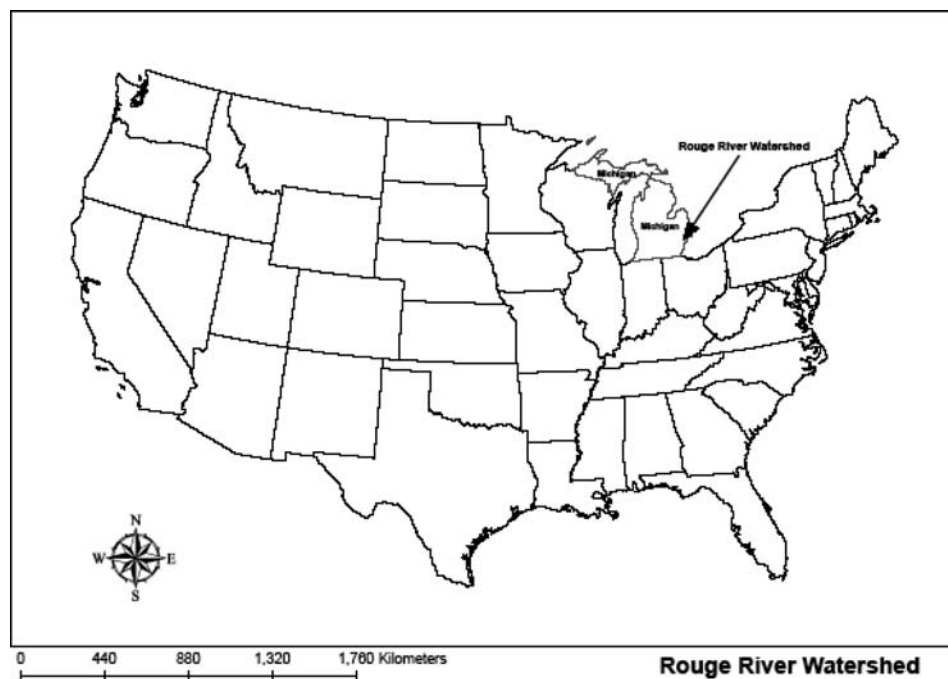 Rouge River Watershed
Michigan
Michigan
N
W E
S
0 440 880 1,320 1,760 Kilometers
Rouge River Watershed